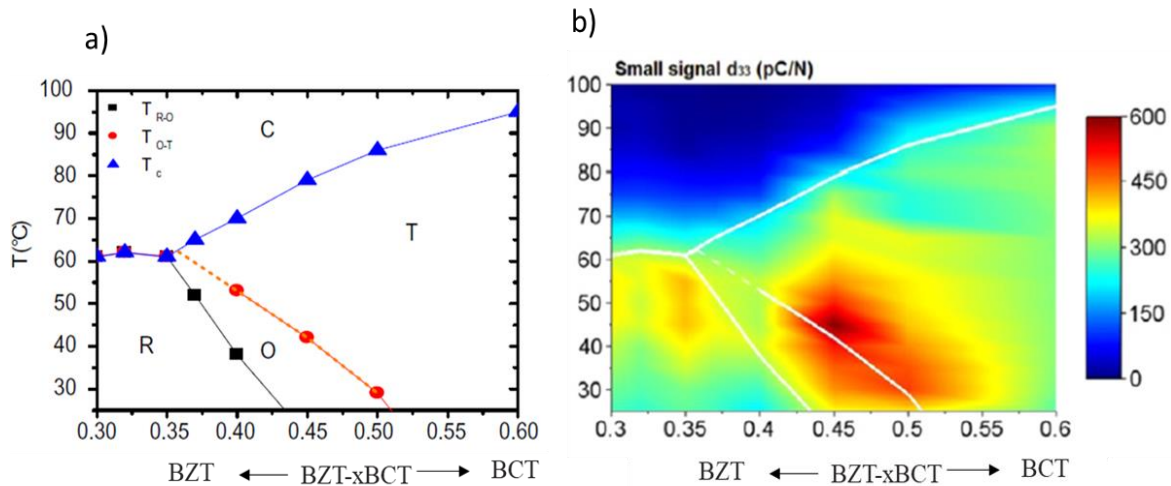 a)
100
90
80
70
60
50
40
30
T(°C)
T R-O
T O-T
T c
C
T
R
O
0.30 0.35 0.40 0.45 0.50 0.55 0.60
BZT BZT-xBCT BCT
b)
Small signal d33 (pC/N)
100
90
80
70
60
50
40
30
0.3 0.35 0.4 0.45 0.5 0.55 0.6
BZT BZT-xBCT BCT
600
450
300
150
0